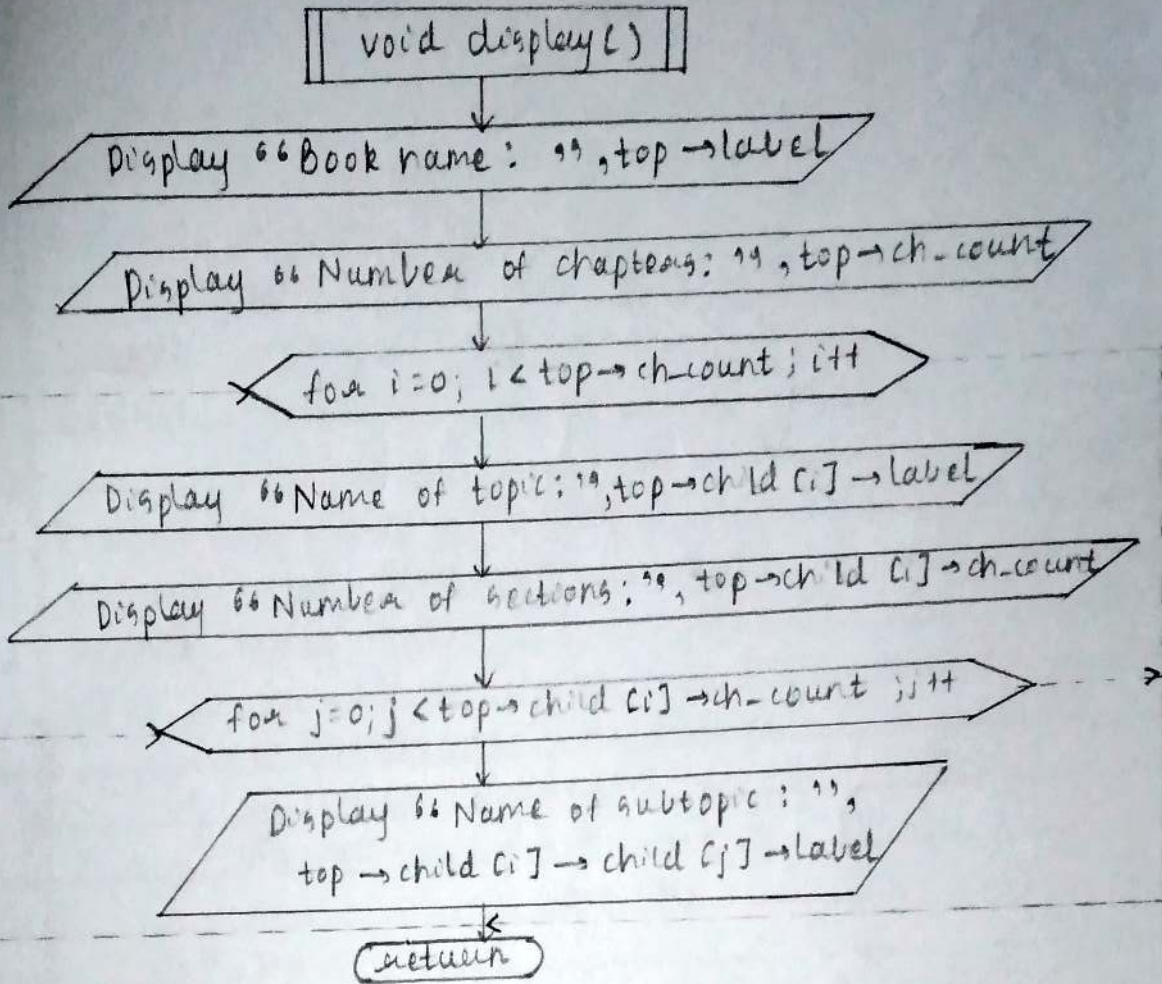 void display()
Display “Book name: ”, top→label
Display “Number of chapters: ”, top→ch_count
for i=0; i < top→ch_count; i++
Display “Name of topic: ”, top→child [i]→label
Display “Number of sections: ”, top→child [i]→ch_count
for j=0; j < top→child [i]→ch_count ; j++
Display “Name of subtopic : ”,
top→child [i]→child [j]→label
return